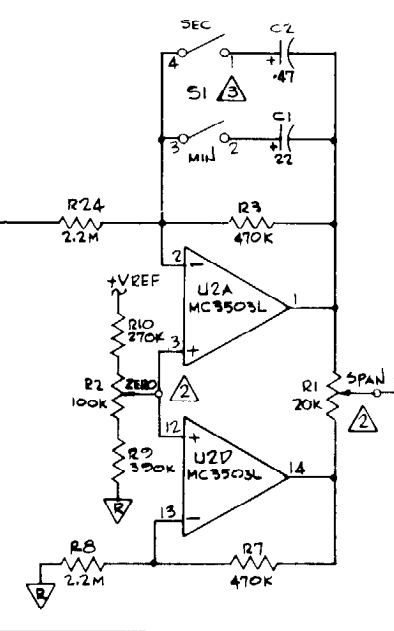 SEC
C2
4
1
+
.47
S1
3
C1
3
2
+
MIN
22
R24
R3
2.2M
470K
2
−
+VREF
U2A
MC3503L
1
R10
270K
3
+
R2
ZERO
100K
2
R1
SPAN
20K
2
12
+
R9
390K
U2D
MC3503L
14
R
13
−
R8
R7
2.2M
470K
R